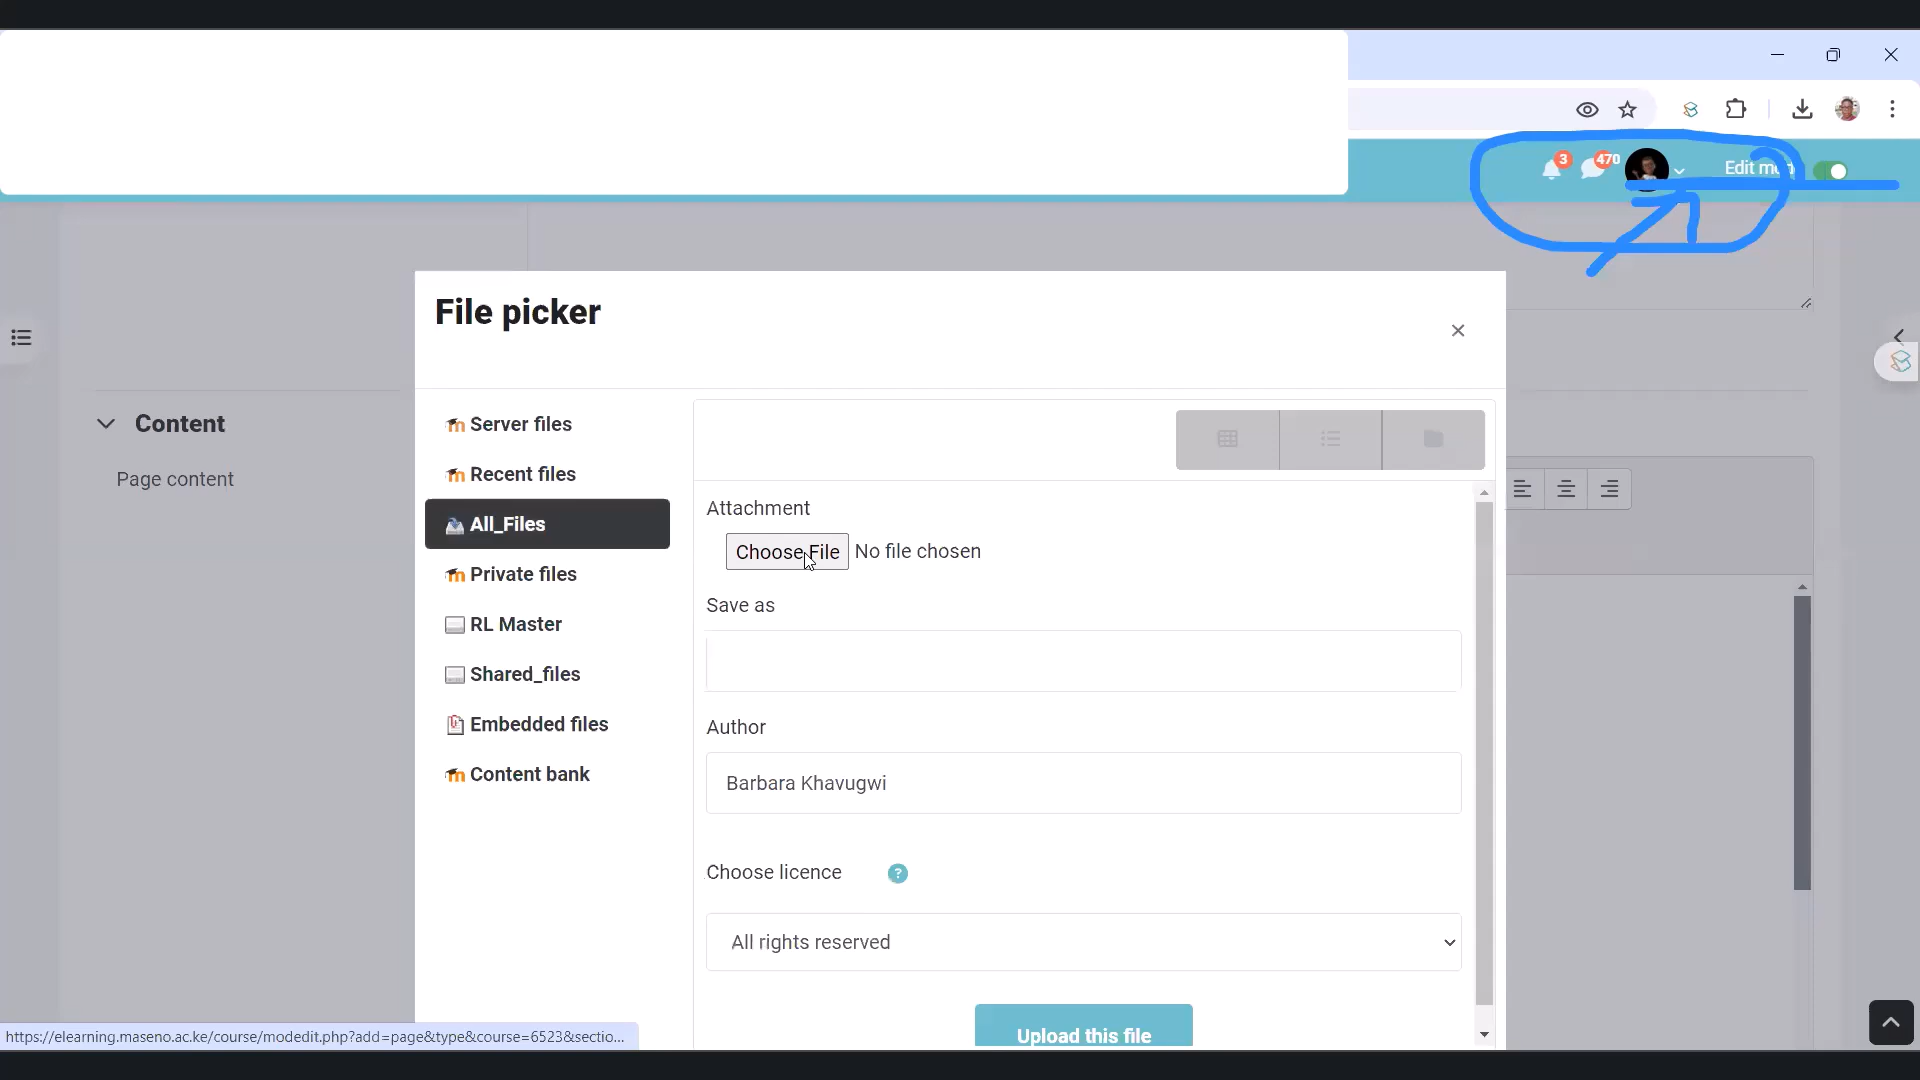 3
470
Edit mod
File picker
Server files
Recent files
All_Files
Private files
RL Master
Shared_files
Embedded files
Content bank
Content
Page content
Attachment
Choose File No file chosen
Save as
Author
Barbara Khavugwi
Choose licence
?
All rights reserved
Upload this file
https://elearning.maseno.ac.ke/course/modedit.php?add=page&type&course=6523&sectio...